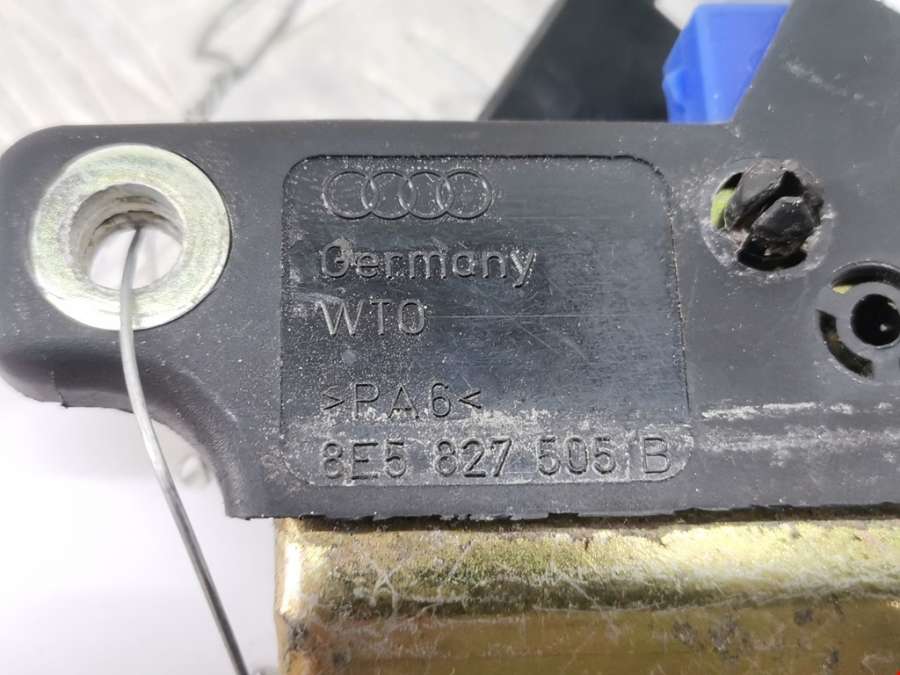 Germany
WTO
>PA6<
8E5 827 505 B